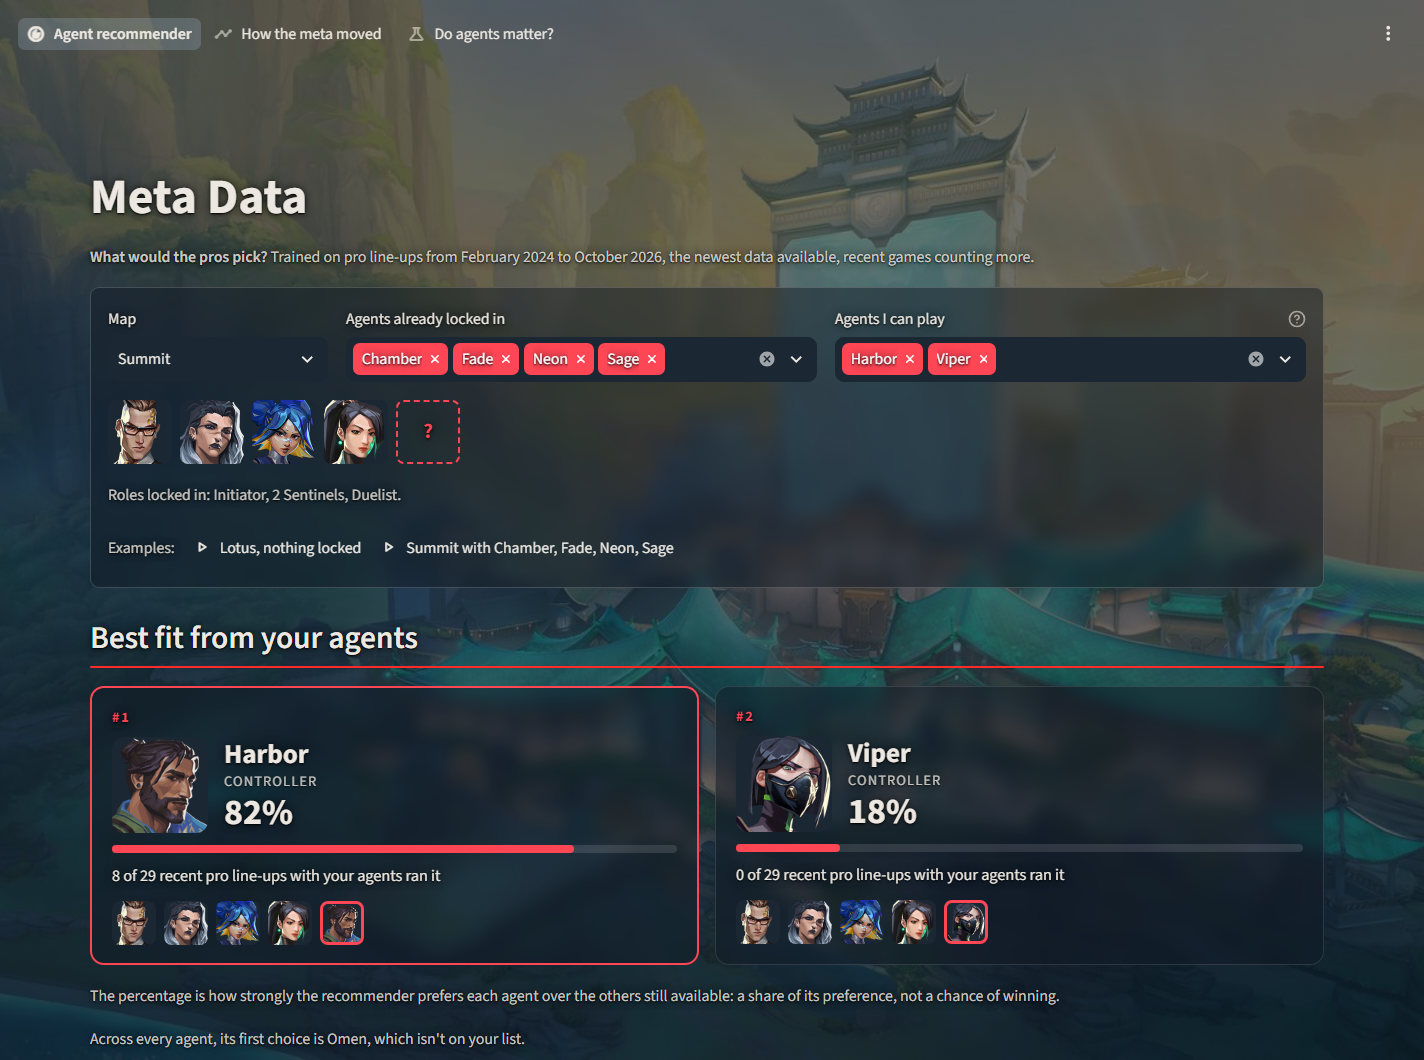 Agent recommender How the meta moved Do agents matter?
Meta Data
What would the pros pick? Trained on pro line-ups from February 2024 to October 2026, the newest data available, recent games counting more.
Map Agents already locked in Agents I can play
Summit Chamber Fade Neon Sage Harbor Viper
?
Roles locked in: Initiator, 2 Sentinels, Duelist.
Examples: Lotus, nothing locked Summit with Chamber, Fade, Neon, Sage
Best fit from your agents
#1
Harbor
CONTROLLER
82%
8 of 29 recent pro line-ups with your agents ran it
#2
Viper
CONTROLLER
18%
0 of 29 recent pro line-ups with your agents ran it
The percentage is how strongly the recommender prefers each agent over the others still available: a share of its preference, not a chance of winning.
Across every agent, its first choice is Omen, which isn't on your list.